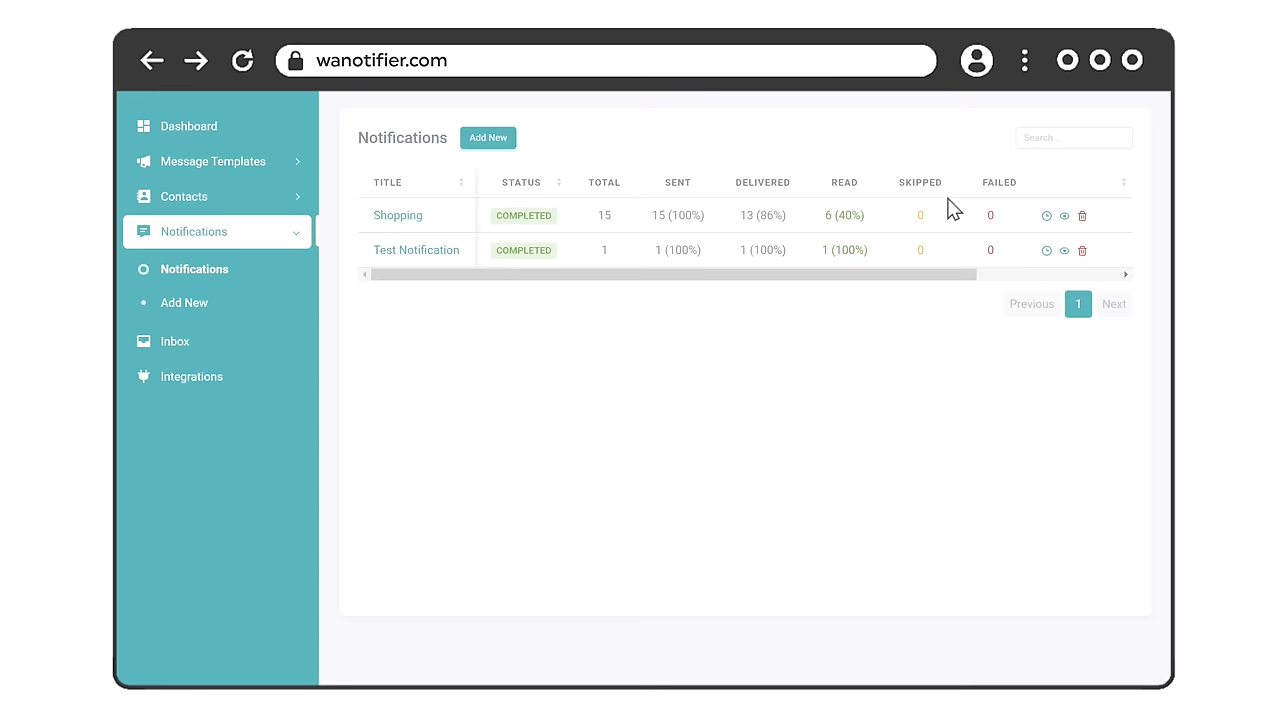 wanotifier.com
Dashboard
Message Templates
Contacts
Notifications
Notifications
Add New
Inbox
Integrations
Notifications Add New Search...
TITLE STATUS TOTAL SENT DELIVERED READ SKIPPED FAILED
Shopping COMPLETED 15 15 (100%) 13 (86%) 6 (40%) 0 0
Test Notification COMPLETED 1 1 (100%) 1 (100%) 1 (100%) 0 0
Previous 1 Next